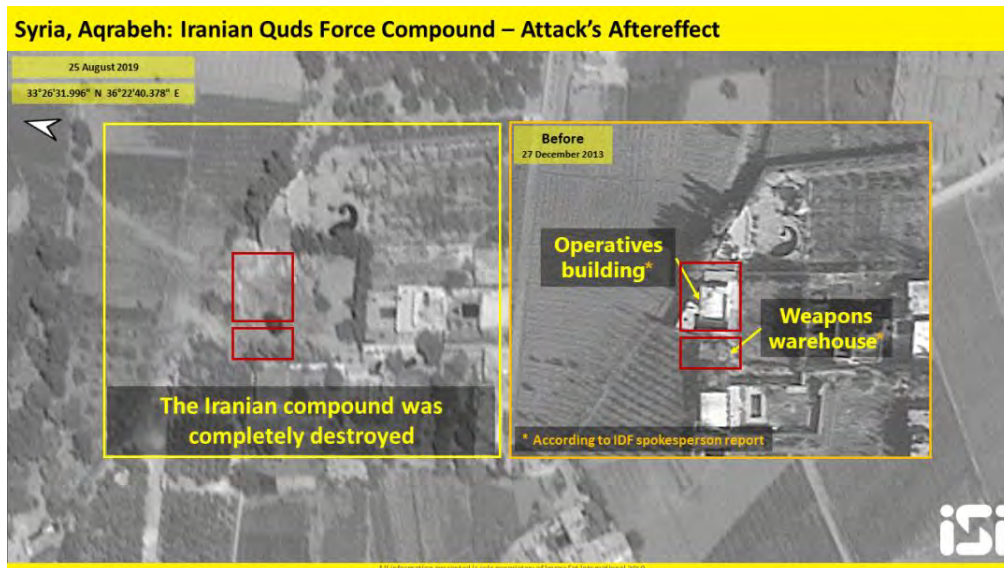 Syria, Aqrabeh: Iranian Quds Force Compound – Attack's Aftereffect
25 August 2019
33°26'31.996" N 36°22'40.378" E
Before
27 December 2013
Operatives
building*
Weapons
warehouse*
The Iranian compound was
completely destroyed
* According to IDF spokesperson report
iSi